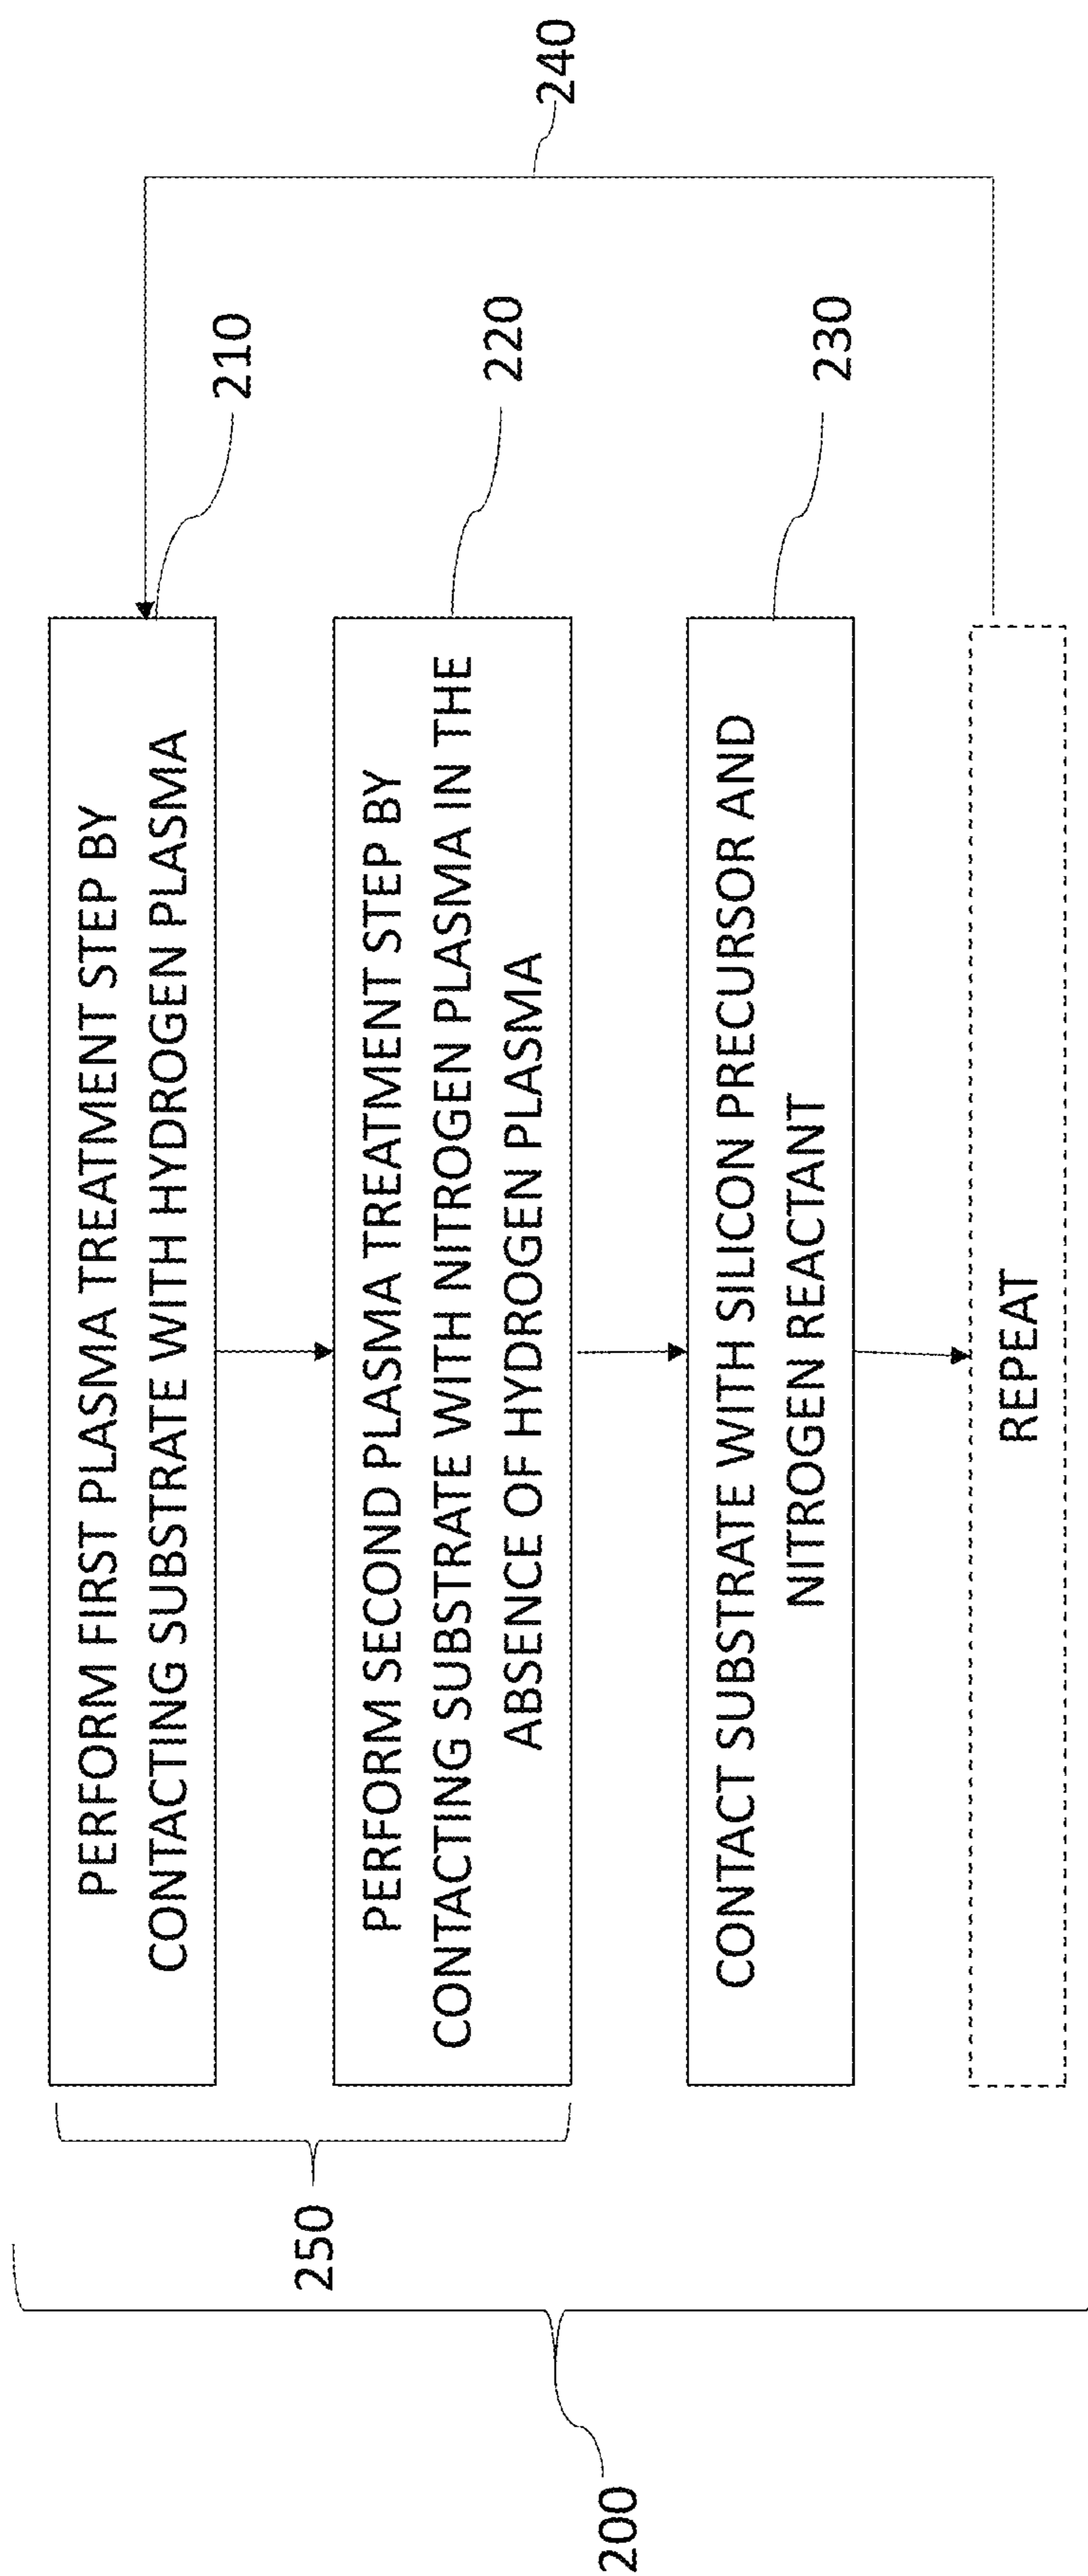 PERFORM FIRST PLASMA TREATMENT STEP BY
CONTACTING SUBSTRATE WITH HYDROGEN PLASMA
210
PERFORM SECOND PLASMA TREATMENT STEP BY
CONTACTING SUBSTRATE WITH NITROGEN PLASMA IN THE
ABSENCE OF HYDROGEN PLASMA
220
250
CONTACT SUBSTRATE WITH SILICON PRECURSOR AND
NITROGEN REACTANT
230
REPEAT
240
200